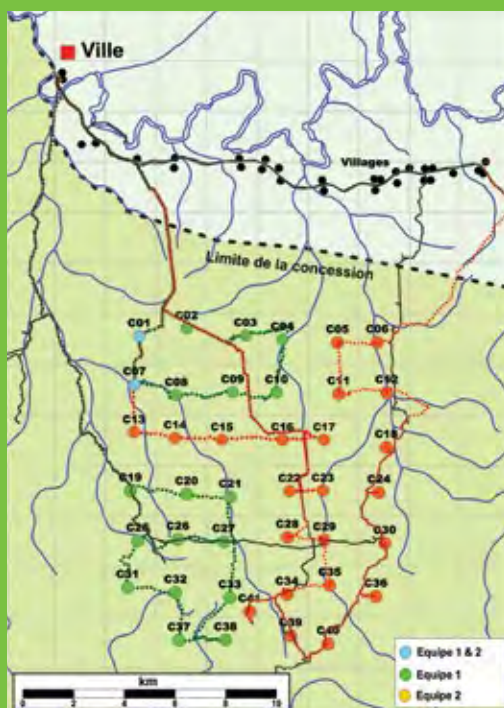 Ville
Villages
Limite de la concession
C01
C02
C03
C04
C05
C06
C07
C08
C09
C10
C11
C12
C13
C14
C15
C16
C17
C18
C19
C20
C21
C22
C23
C24
C25
C26
C27
C28
C29
C30
C31
C32
C33
C34
C35
C36
C41
C37
C38
C39
C40
km
0 2 4 6 8 10
Equipe 1 & 2
Equipe 1
Equipe 2